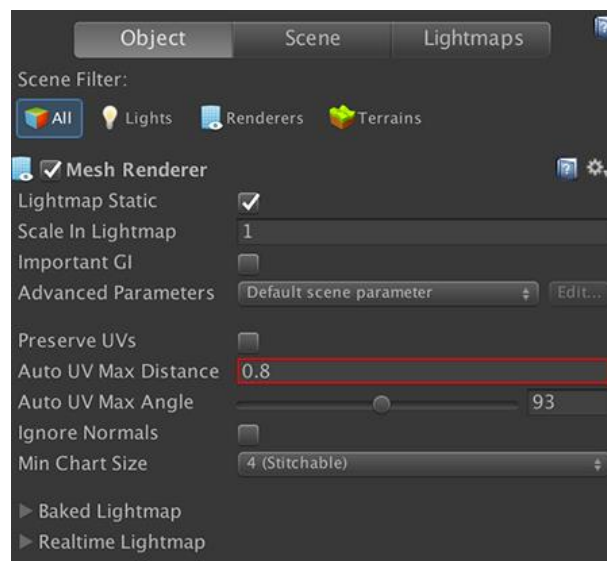 Object Scene Lightmaps
Scene Filter:
All Lights Renderers Terrains
Mesh Renderer
Lightmap Static
Scale In Lightmap 1
Important GI
Advanced Parameters Default scene parameter Edit...
Preserve UVs
Auto UV Max Distance 0.8
Auto UV Max Angle 93
Ignore Normals
Min Chart Size 4 (Stitchable)
Baked Lightmap
Realtime Lightmap